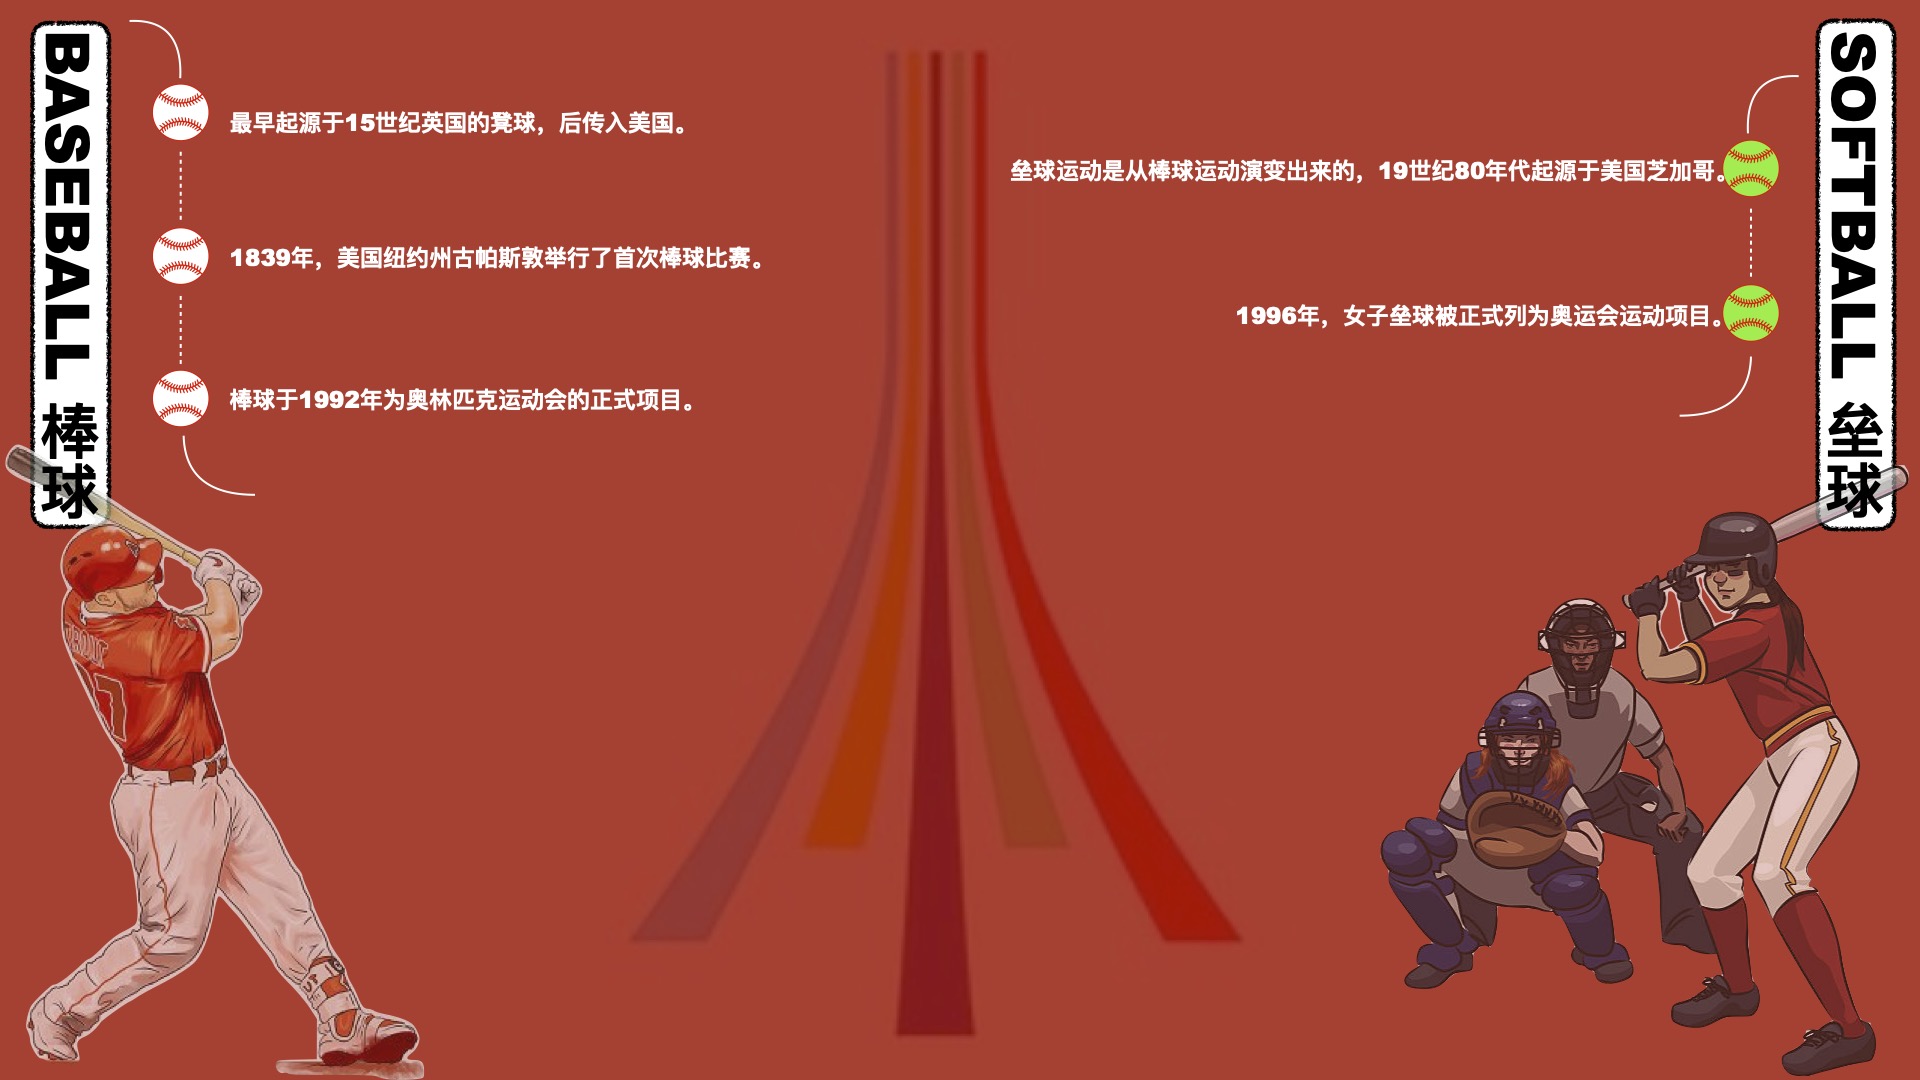 BASEBALL 棒球
最早起源于15世纪英国的凳球，后传入美国。
1839年，美国纽约州古帕斯敦举行了首次棒球比赛。
棒球于1992年为奥林匹克运动会的正式项目。
SOFTBALL 垒球
垒球运动是从棒球运动演变出来的，19世纪80年代起源于美国芝加哥。
1996年，女子垒球被正式列为奥运会运动项目。
TROUT